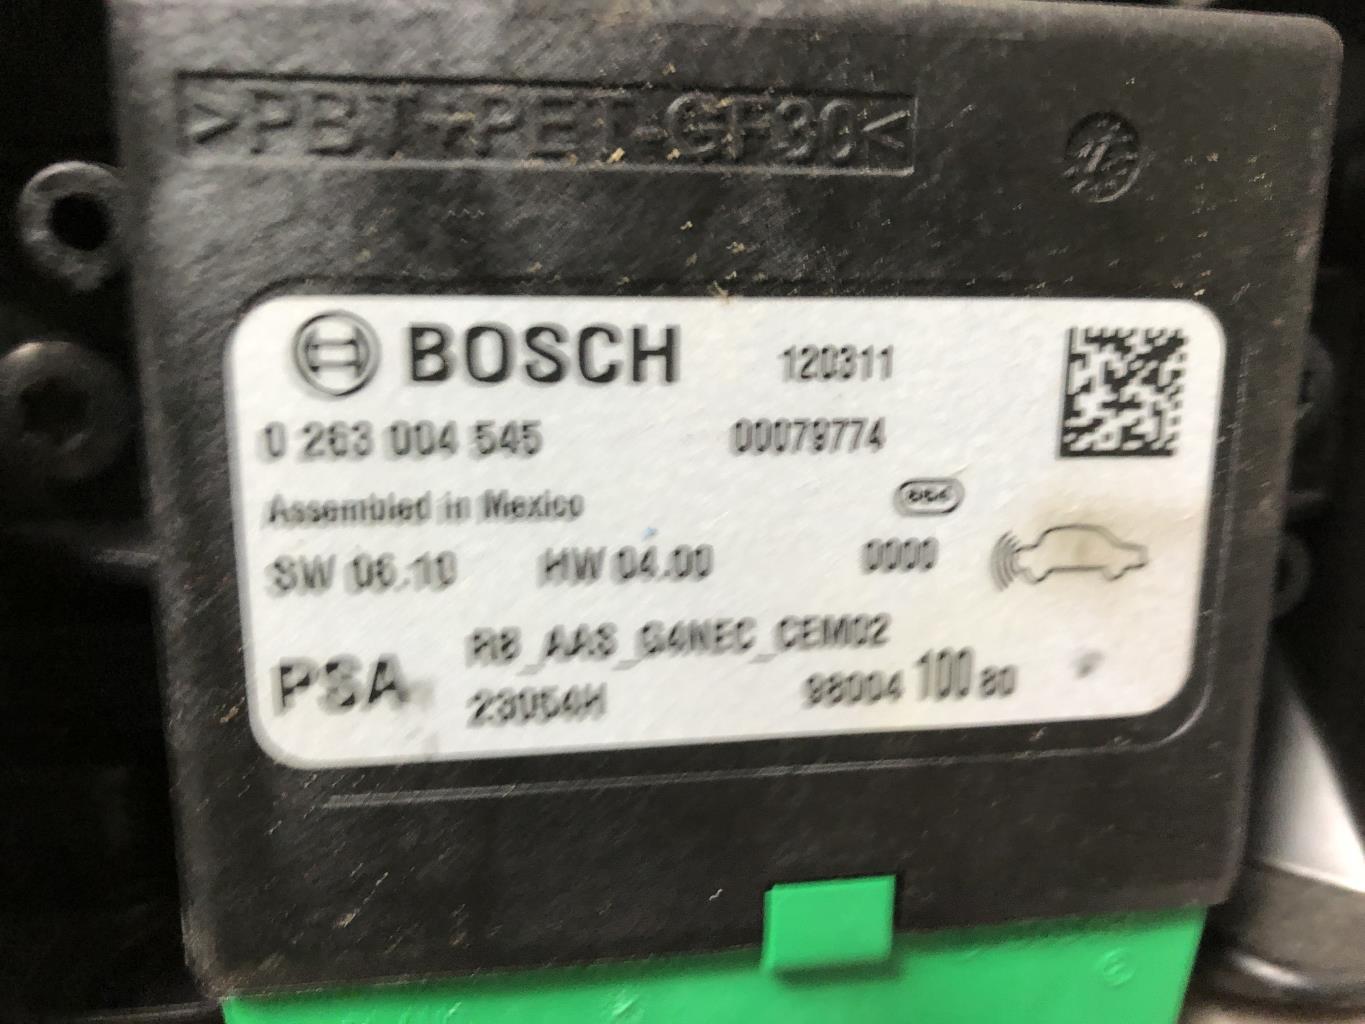 >PBT+PET-GF30<
BOSCH 120311
0 263 004 545 00079774
Assembled in Mexico
SW 06.10 HW 04.00 0000
R8_AAS_G4NEC_CEM02
PSA 23054H 98004 100 80